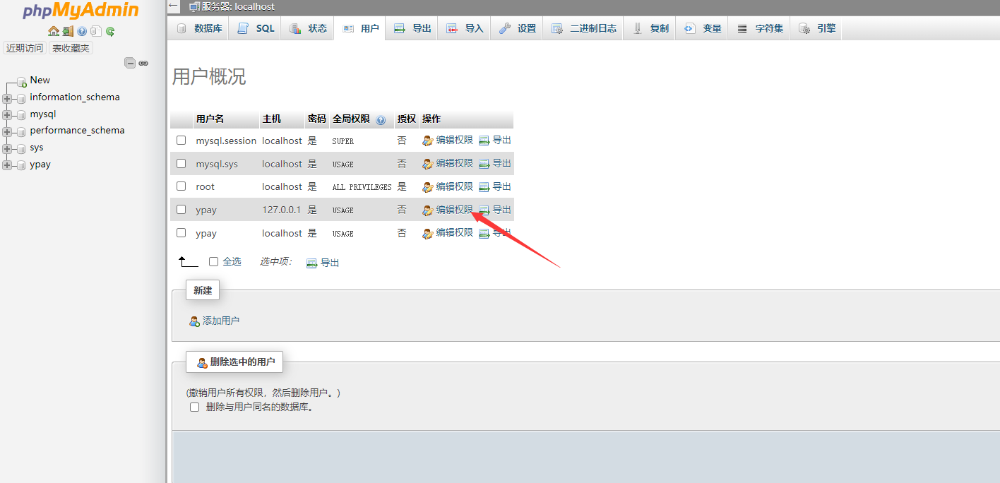 phpMyAdmin
近期访问 表收藏夹
New
information_schema
mysql
performance_schema
sys
ypay
服务器: localhost
数据库 SQL 状态 用户 导出 导入 设置 二进制日志 复制 变量 字符集 引擎
用户概况
用户名 主机 密码 全局权限 授权 操作
mysql.session localhost 是 SUPER 否 编辑权限 导出
mysql.sys localhost 是 USAGE 否 编辑权限 导出
root localhost 是 ALL PRIVILEGES 是 编辑权限 导出
ypay 127.0.0.1 是 USAGE 否 编辑权限 导出
ypay localhost 是 USAGE 否 编辑权限 导出
全选 选中项: 导出
新建
添加用户
删除选中的用户
(撤销用户所有权限，然后删除用户。)
删除与用户同名的数据库。